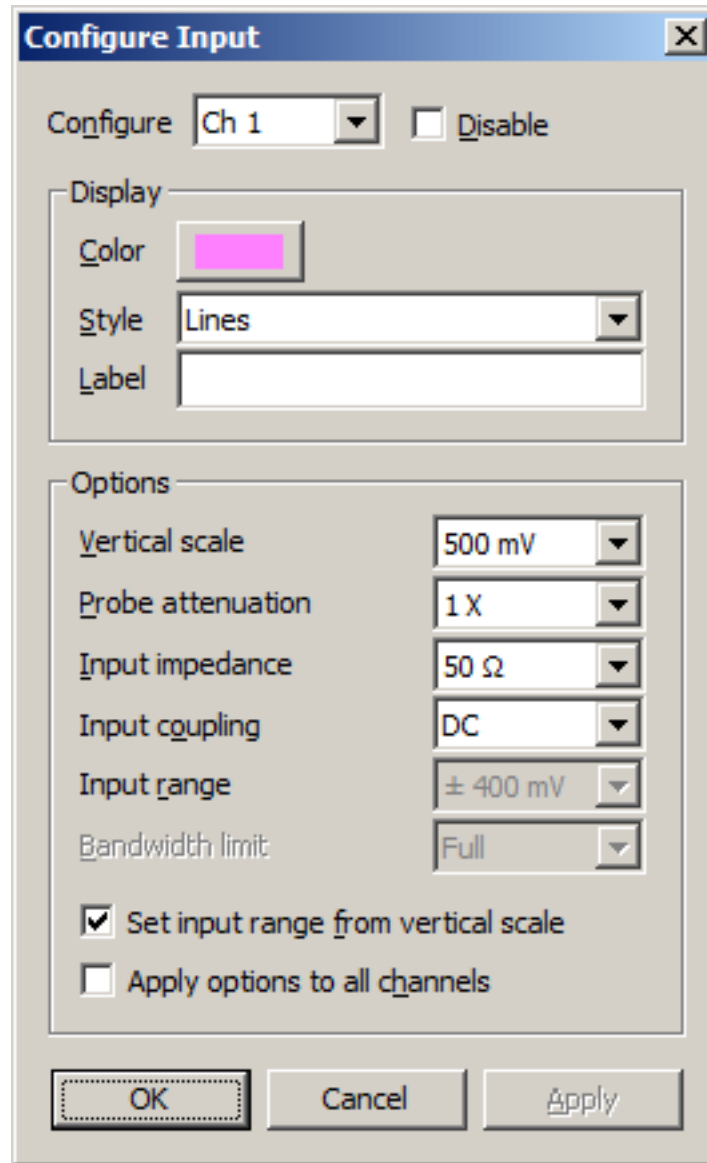 Configure Input
Configure Ch 1 Disable
Display
Color
Style Lines
Label
Options
Vertical scale 500 mV
Probe attenuation 1 X
Input impedance 50 Ω
Input coupling DC
Input range ± 400 mV
Bandwidth limit Full
Set input range from vertical scale
Apply options to all channels
OK Cancel Apply